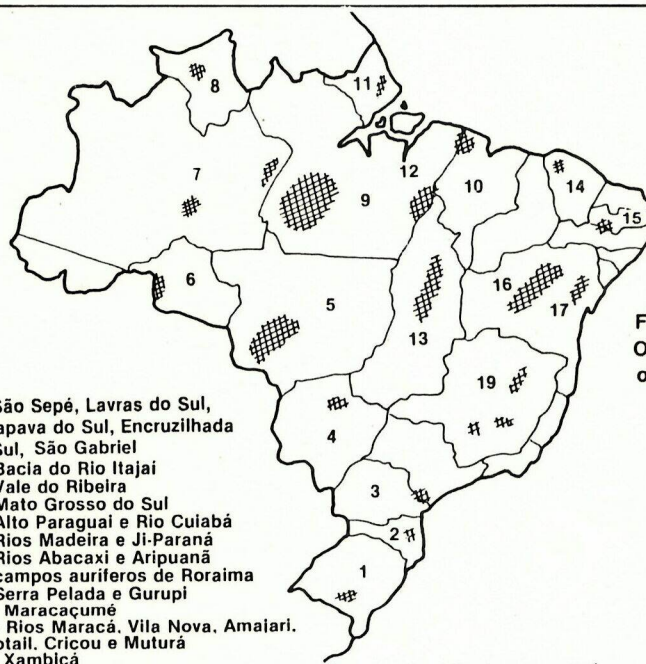 8
11
7
12
14
9
10
15
6
16
5
17
13
F
O
o
19
São Sepé, Lavras do Sul,
apava do Sul, Encruzilhada
4
Sul, São Gabriel
Bacia do Rio Itajaí
Vale do Ribeira
Mato Grosso do Sul
3
Alto Paraguai e Rio Cuiabá
Rios Madeira e Ji-Paraná
2
Rios Abacaxi e Aripuanã
campos auríferos de Roraima
1
Serra Pelada e Gurupi
Maracaçumé
Rios Maracá, Vila Nova, Amajari,
otail, Cricou e Muturá
Xambicá